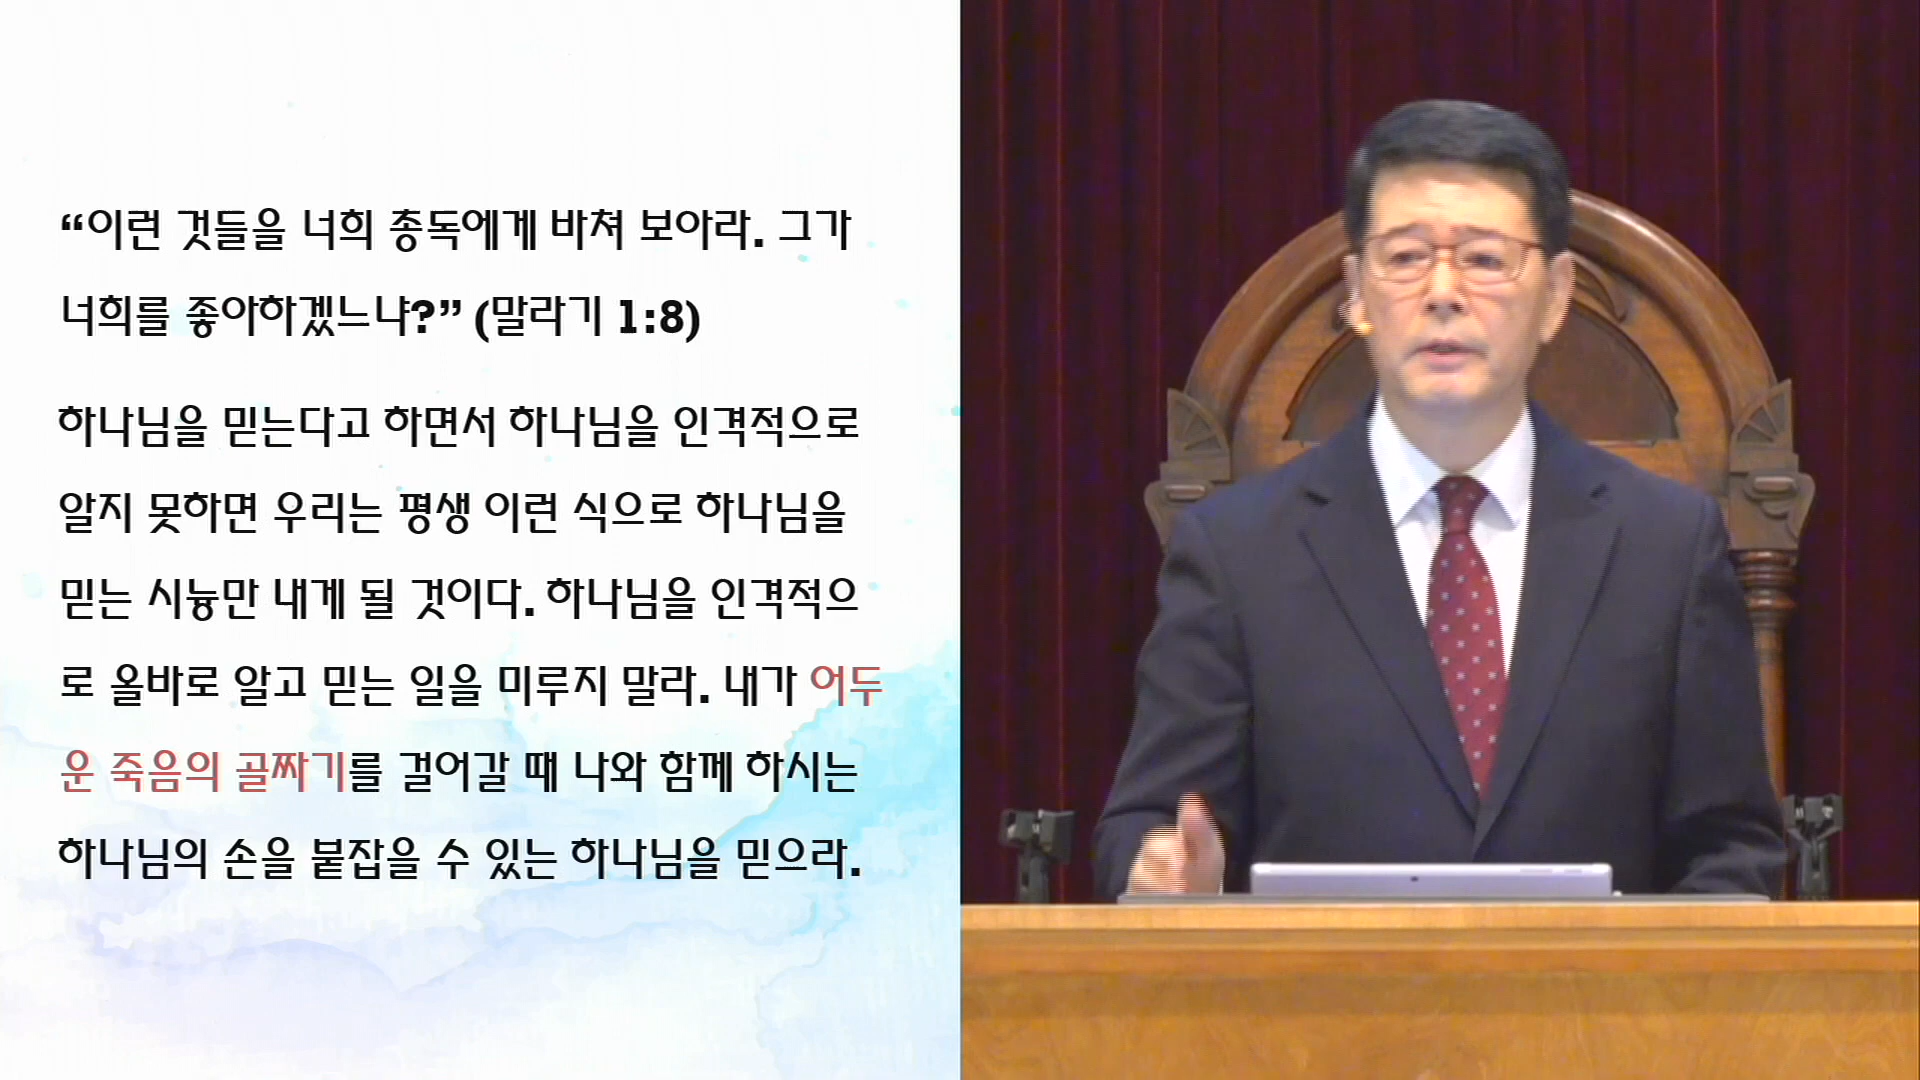 “이런 것들을 너희 총독에게 바쳐 보아라. 그가
너희를 좋아하겠느냐?” (말라기 1:8)
하나님을 믿는다고 하면서 하나님을 인격적으로
알지 못하면 우리는 평생 이런 식으로 하나님을
믿는 시늉만 내게 될 것이다. 하나님을 인격적으
로 올바로 알고 믿는 일을 미루지 말라. 내가 어두
운 죽음의 골짜기를 걸어갈 때 나와 함께 하시는
하나님의 손을 붙잡을 수 있는 하나님을 믿으라.